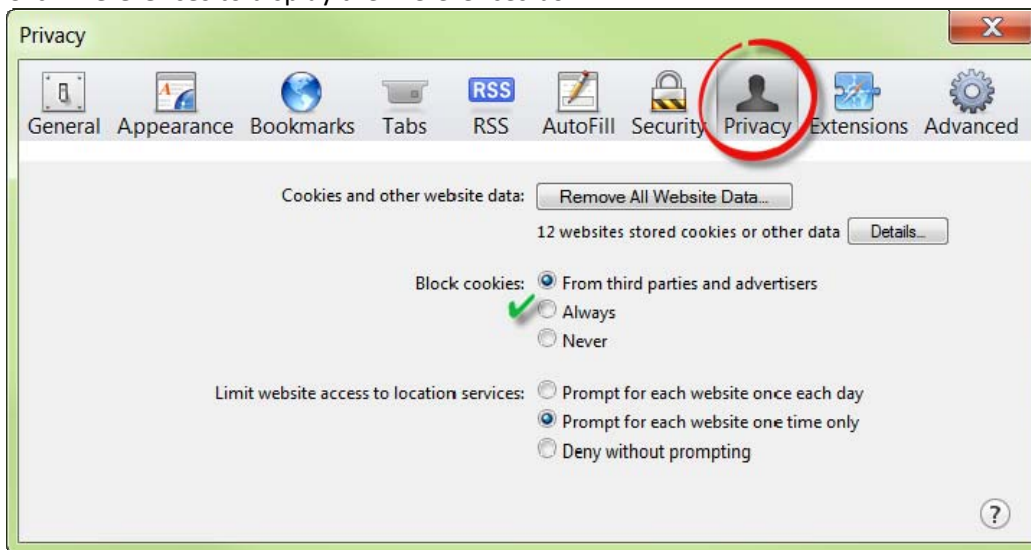 Privacy
General Appearance Bookmarks Tabs RSS AutoFill Security Privacy Extensions Advanced
RSS
Cookies and other website data: Remove All Website Data...
12 websites stored cookies or other data Details...
Block cookies: From third parties and advertisers
Always
Never
Limit website access to location services: Prompt for each website once each day
Prompt for each website one time only
Deny without prompting
?